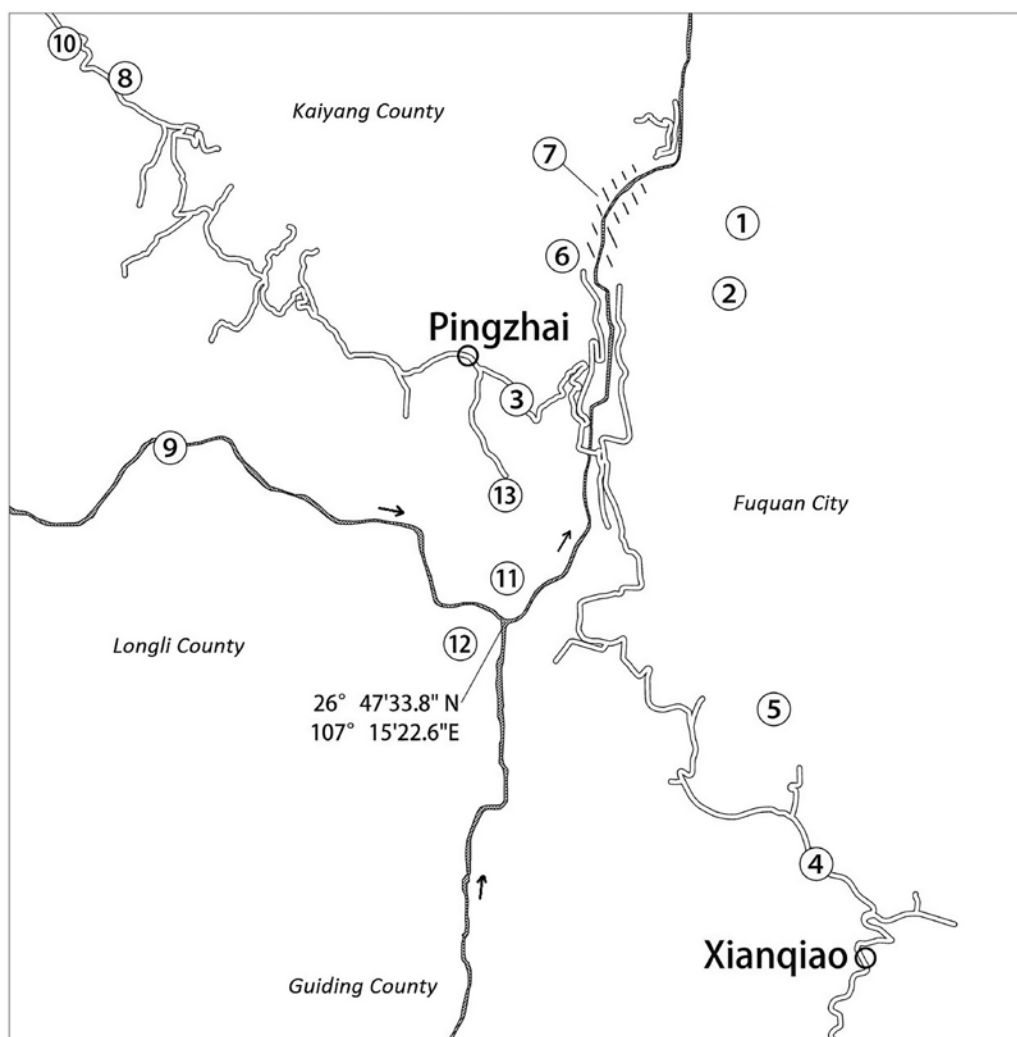 10
8
Kaiyang County
7
1
6
2
Pingzhai
3
9
13
Fuquan City
11
12
Longli County
26° 47'33.8" N
107° 15'22.6"E
5
4
Xianqiao
Guiding County